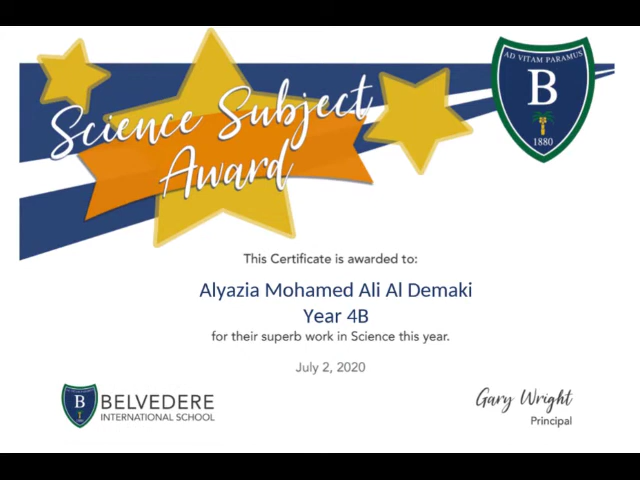 Science Subject
Award
AD VITAM PARAMUS
B
1880
This Certificate is awarded to:
Alyazia Mohamed Ali Al Demaki
Year 4B
for their superb work in Science this year.
July 2, 2020
B
BELVEDERE
INTERNATIONAL SCHOOL
Gary Wright
Principal